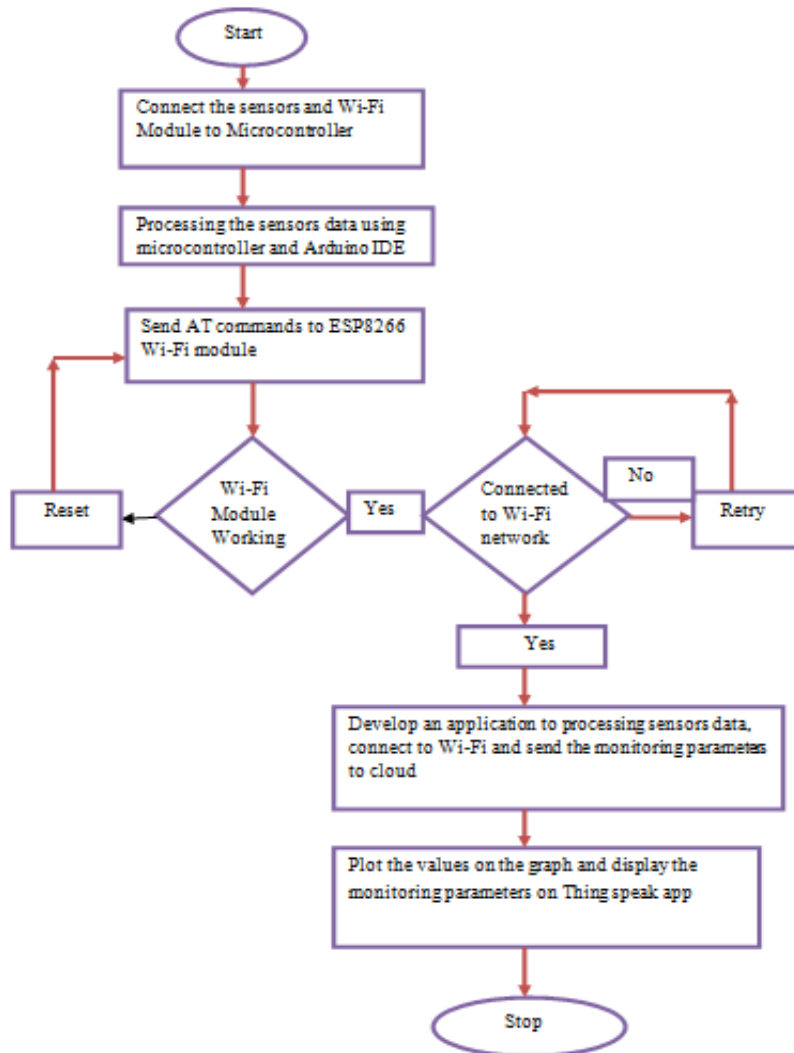 Start
Connect the sensors and Wi-Fi
Module to Microcontroller
Processing the sensors data using
microcontroller and Arduino IDE
Send AT commands to ESP8266
Wi-Fi module
Reset
Wi-Fi
Module
Working
Yes
Connected
to Wi-Fi
network
No
Retry
Yes
Develop an application to processing sensors data,
connect to Wi-Fi and send the monitoring parameters
to cloud
Plot the values on the graph and display the
monitoring parameters on Thing speak app
Stop